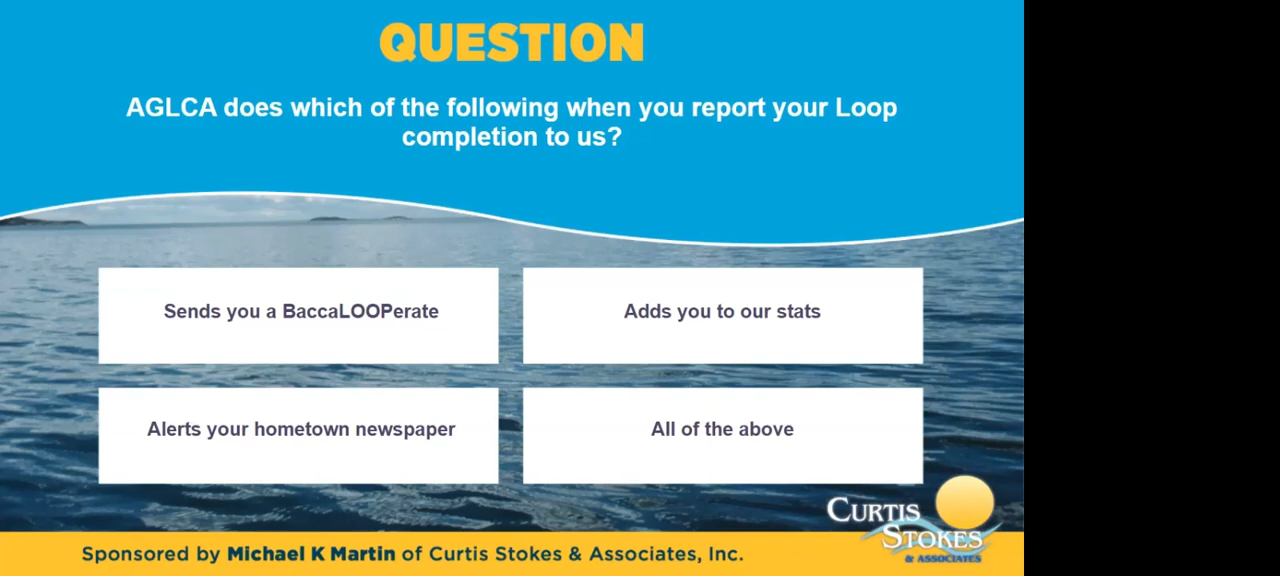 QUESTION
AGLCA does which of the following when you report your Loop
completion to us?
Sends you a BaccaLOOPerate
Adds you to our stats
Alerts your hometown newspaper
All of the above
CURTIS
STOKES
& ASSOCIATES
Sponsored by Michael K Martin of Curtis Stokes & Associates, Inc.